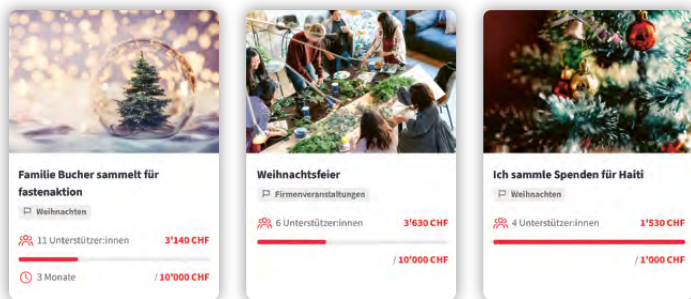 Familie Bucher sammelt für
fastenaktion
Weihnachten
11 Unterstützer:innen 3'140 CHF
3 Monate / 10'000 CHF
Weihnachtsfeier
Firmenveranstaltungen
6 Unterstützer:innen 3'630 CHF
/ 10'000 CHF
Ich sammle Spenden für Haiti
Weihnachten
4 Unterstützer:innen 1'530 CHF
/ 1'000 CHF